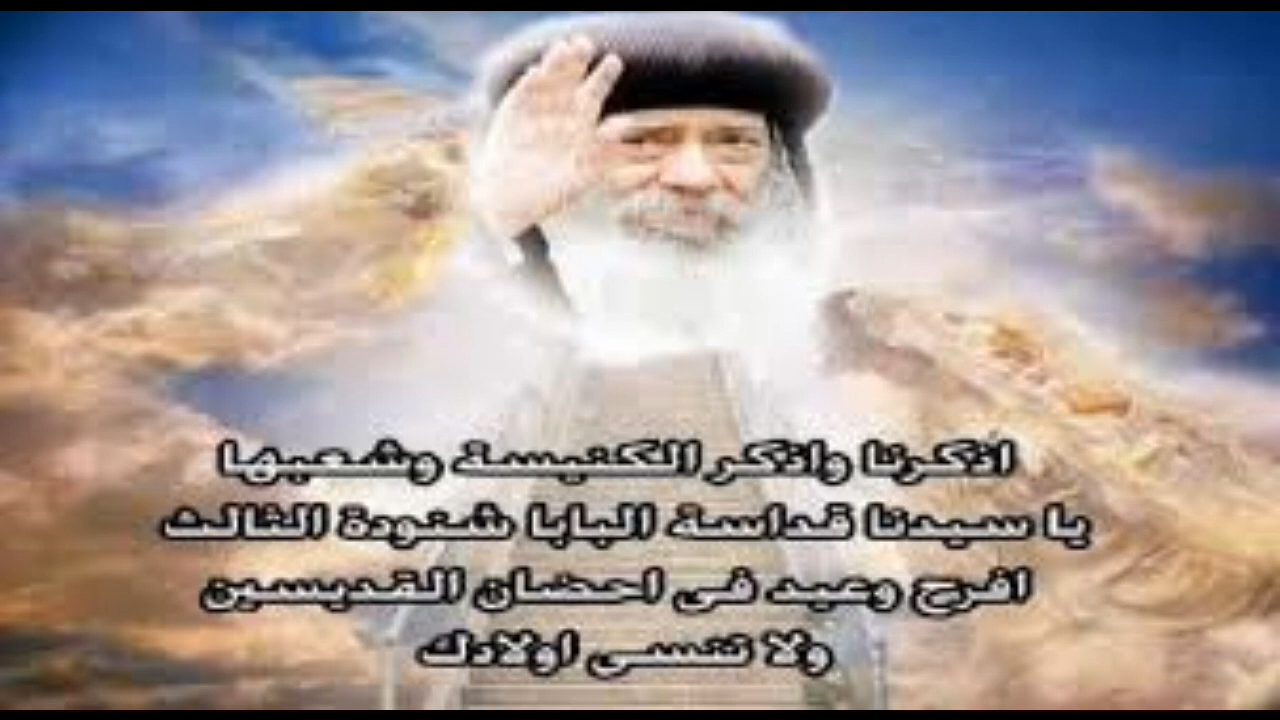 اذكرنا واذكر الكنيسة وشعبها
يا سيدنا قداسة البابا شنودة الثالث
افرح وعيد فى احضان القديسين
ولا تنسى اولادك